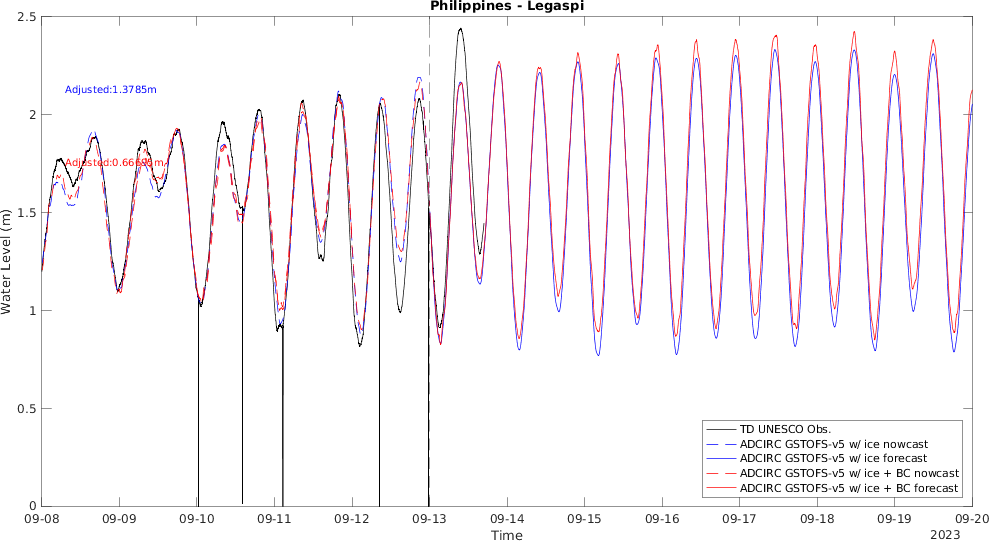 Philippines - Legaspi
2.5
2
1.5
1
0.5
0
Water Level (m)
Adjusted:1.3785m
TD UNESCO Obs.
ADCIRC GSTOFS-v5 w/ ice nowcast
ADCIRC GSTOFS-v5 w/ ice forecast
ADCIRC GSTOFS-v5 w/ ice + BC nowcast
ADCIRC GSTOFS-v5 w/ ice + BC forecast
09-08 09-09 09-10 09-11 09-12 09-13 09-14 09-15 09-16 09-17 09-18 09-19 09-20
Time
2023